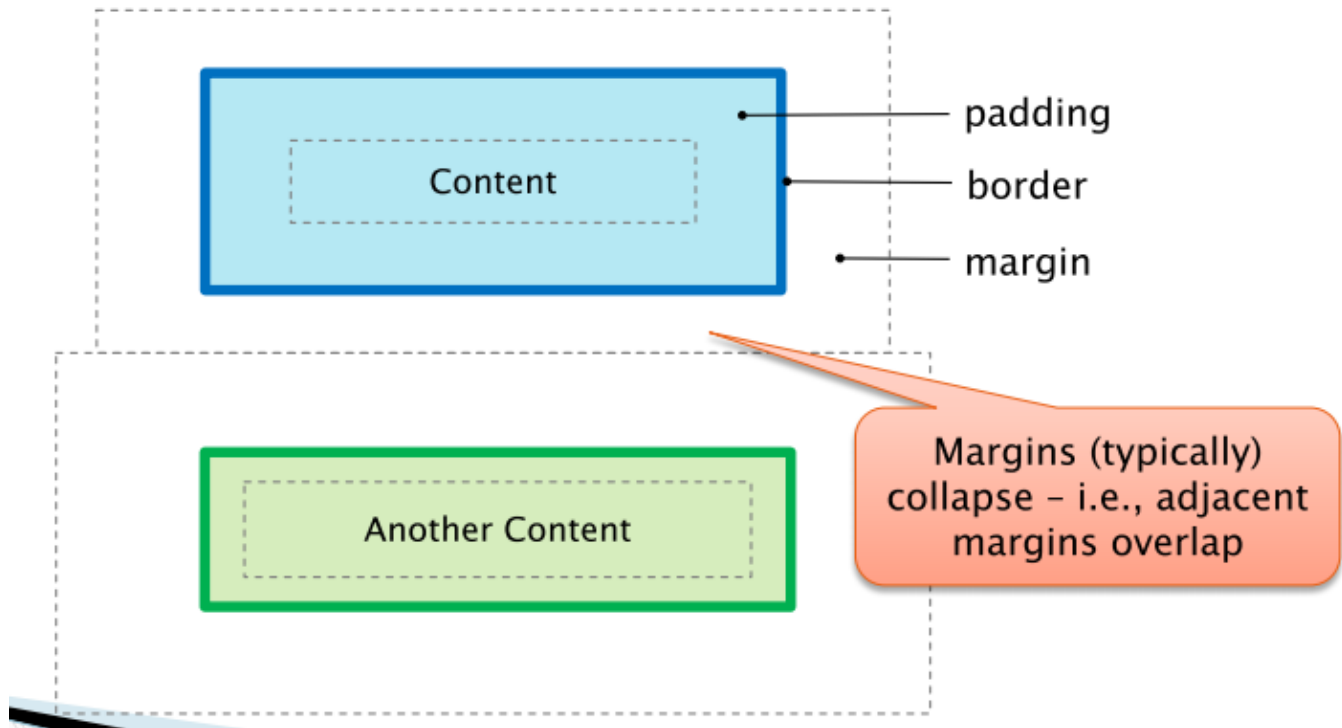 padding
Content
border
margin
Margins (typically)
collapse – i.e., adjacent
margins overlap
Another Content